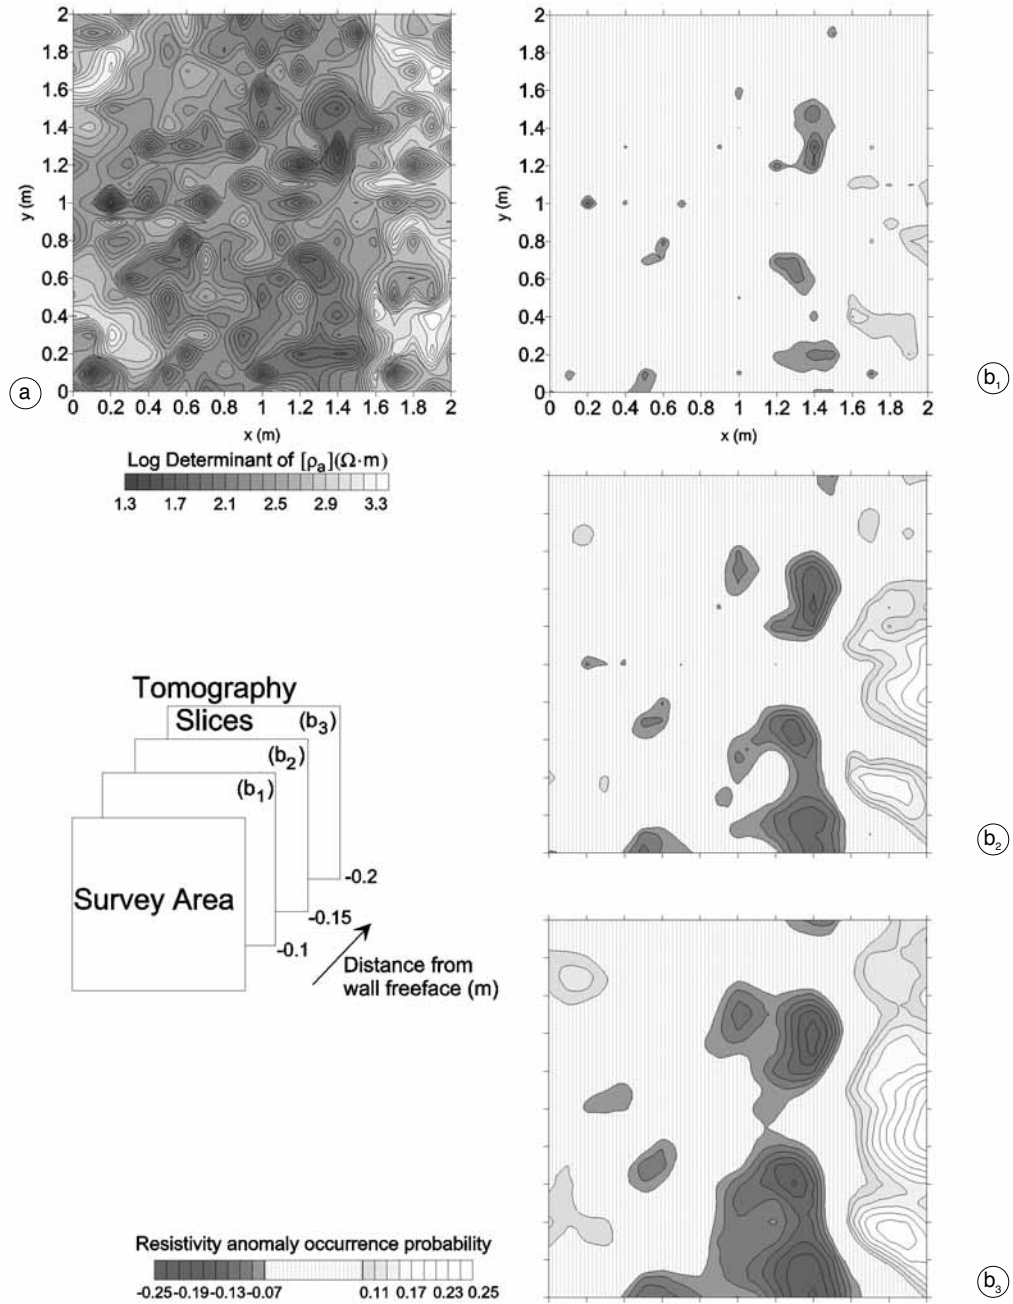 2
1.8
1.6
1.4
1.2
1
0.8
0.6
0.4
0.2
0
y (m)
0 0.2 0.4 0.6 0.8 1 1.2 1.4 1.6 1.8 2
x (m)
a
Log Determinant of [ρa](Ω·m)
1.3 1.7 2.1 2.5 2.9 3.3
2
1.8
1.6
1.4
1.2
1
0.8
0.6
0.4
0.2
0
y (m)
0 0.2 0.4 0.6 0.8 1 1.2 1.4 1.6 1.8 2
x (m)
b1
Tomography
Slices
(b3)
(b2)
(b1)
Survey Area
-0.2
-0.15
-0.1
Distance from
wall freeface (m)
b2
Resistivity anomaly occurrence probability
-0.25 -0.19 -0.13 -0.07 0.11 0.17 0.23 0.25
b3